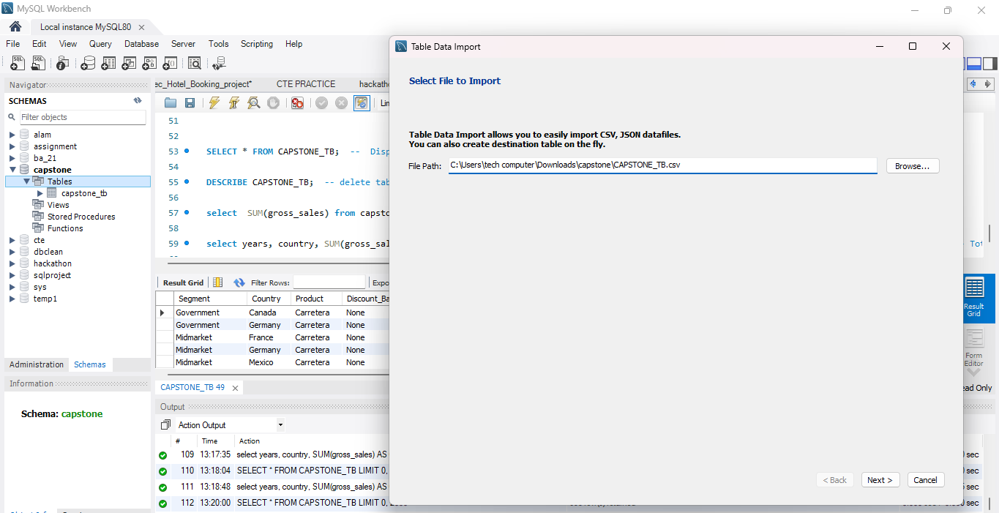 MySQL Workbench
Local instance MySQL80
File Edit View Query Database Server Tools Scripting Help
Navigator
SCHEMAS
Filter objects
alam
assignment
ba_21
capstone
Tables
capstone_tb
Views
Stored Procedures
Functions
cte
dbclean
hackathon
sqlproject
sys
temp1
Administration Schemas
Information
Schema: capstone
ec_Hotel_Booking_project* CTE PRACTICE hackath
51
52
53 SELECT * FROM CAPSTONE_TB; -- Disp
54
55 DESCRIBE CAPSTONE_TB; -- delete tab
56
57 select SUM(gross_sales) from capsto
58
59 select years, country, SUM(gross_sal
Tot
Result Grid Filter Rows: Expo
Segment Country Product Discount_Ba
Government Canada Carretera None
Government Germany Carretera None
Midmarket France Carretera None
Midmarket Germany Carretera None
Midmarket Mexico Carretera None
Result
Grid
Form
Editor
ead Only
CAPSTONE_TB 49
Output
Action Output
# Time Action
109 13:17:35 select years, country, SUM(gross_sales) AS
110 13:18:04 SELECT * FROM CAPSTONE_TB LIMIT 0,
111 13:18:48 select years, country, SUM(gross_sales) AS
112 13:20:00 SELECT * FROM CAPSTONE_TB LIMIT 0,
sec
sec
sec
sec
Table Data Import
Select File to Import
Table Data Import allows you to easily import CSV, JSON datafiles.
You can also create destination table on the fly.
File Path: C:\Users\tech computer\Downloads\capstone\CAPSTONE_TB.csv Browse...
< Back Next > Cancel